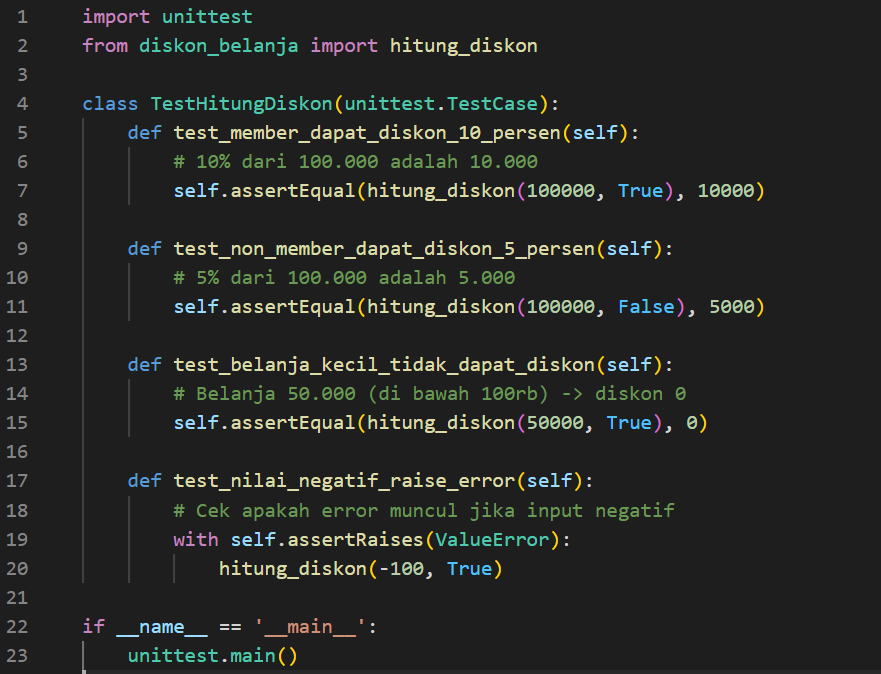 1 import unittest
2 from diskon_belanja import hitung_diskon
3
4 class TestHitungDiskon(unittest.TestCase):
5     def test_member_dapat_diskon_10_persen(self):
6         # 10% dari 100.000 adalah 10.000
7         self.assertEqual(hitung_diskon(100000, True), 10000)
8
9     def test_non_member_dapat_diskon_5_persen(self):
10         # 5% dari 100.000 adalah 5.000
11         self.assertEqual(hitung_diskon(100000, False), 5000)
12
13     def test_belanja_kecil_tidak_dapat_diskon(self):
14         # Belanja 50.000 (di bawah 100rb) -> diskon 0
15         self.assertEqual(hitung_diskon(50000, True), 0)
16
17     def test_nilai_negatif_raise_error(self):
18         # Cek apakah error muncul jika input negatif
19         with self.assertRaises(ValueError):
20             hitung_diskon(-100, True)
21
22 if __name__ == '__main__':
23     unittest.main()